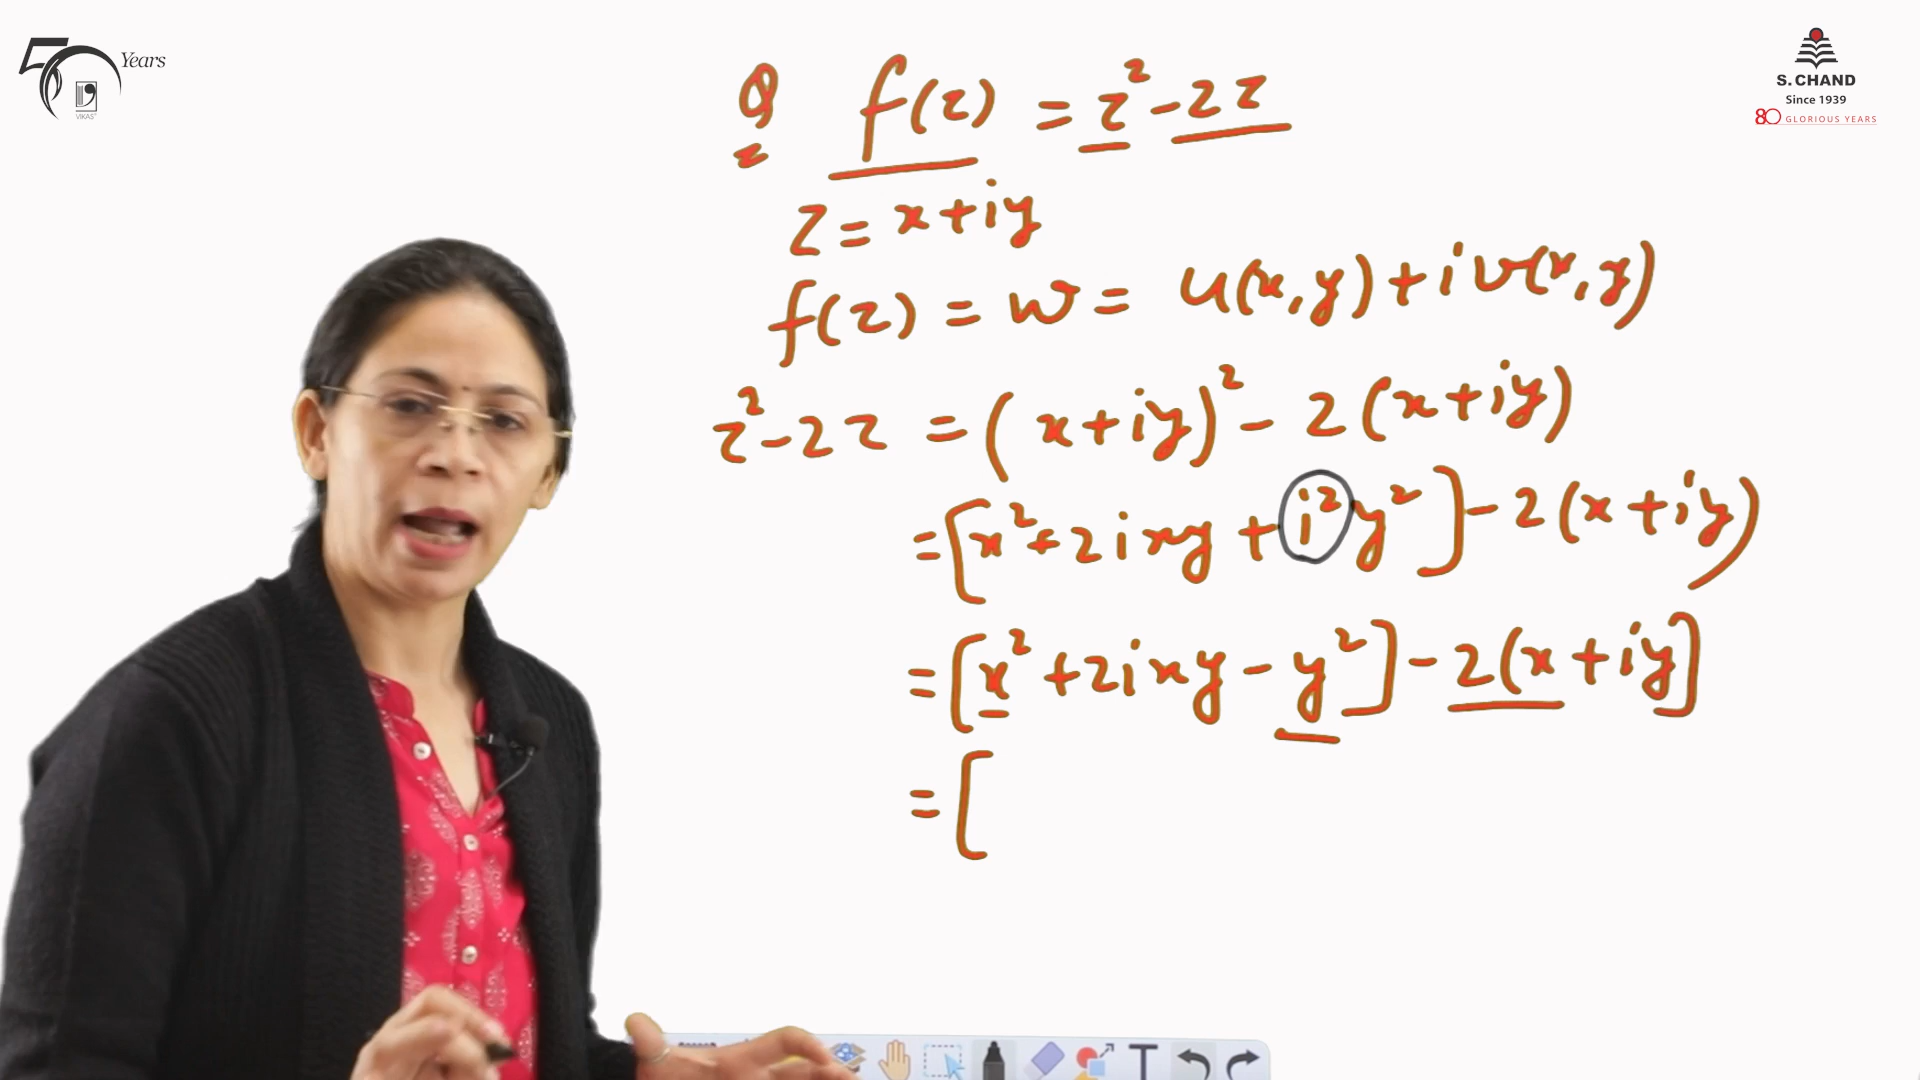 50 Years
VIKAS®
S. CHAND
Since 1939
80 GLORIOUS YEARS
Q f(z) = z² - 2z
z = x + iy
f(z) = w = u(x, y) + i v(x, y)
z² - 2z = (x + iy)² - 2(x + iy)
= [x² + 2ixy + i²y²] - 2(x + iy)
= [x² + 2ixy - y²] - 2(x + iy]
= [
T